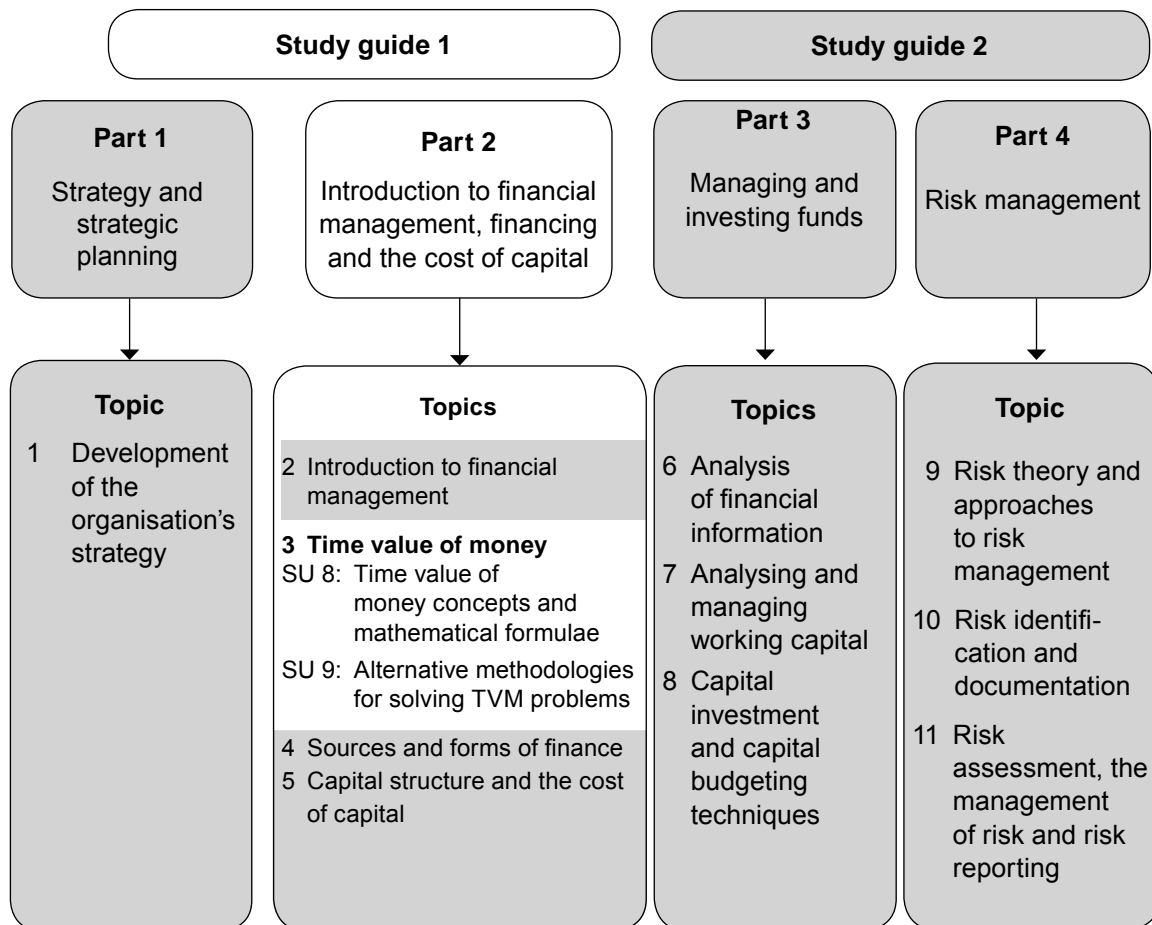 Study guide 1
Study guide 2
Part 1
Strategy and
strategic
planning
Part 2
Introduction to financial
management, financing
and the cost of capital
Part 3
Managing and
investing funds
Part 4
Risk management
Topic
1 Development
of the
organisation's
strategy
Topics
2 Introduction to financial
management
3 Time value of money
SU 8: Time value of
money concepts and
mathematical formulae
SU 9: Alternative methodologies
for solving TVM problems
4 Sources and forms of finance
5 Capital structure and the cost
of capital
Topics
6 Analysis
of financial
information
7 Analysing and
managing
working capital
8 Capital
investment
and capital
budgeting
techniques
Topic
9 Risk theory and
approaches
to risk
management
10 Risk identifi-
cation and
documentation
11 Risk
assessment, the
management
of risk and risk
reporting